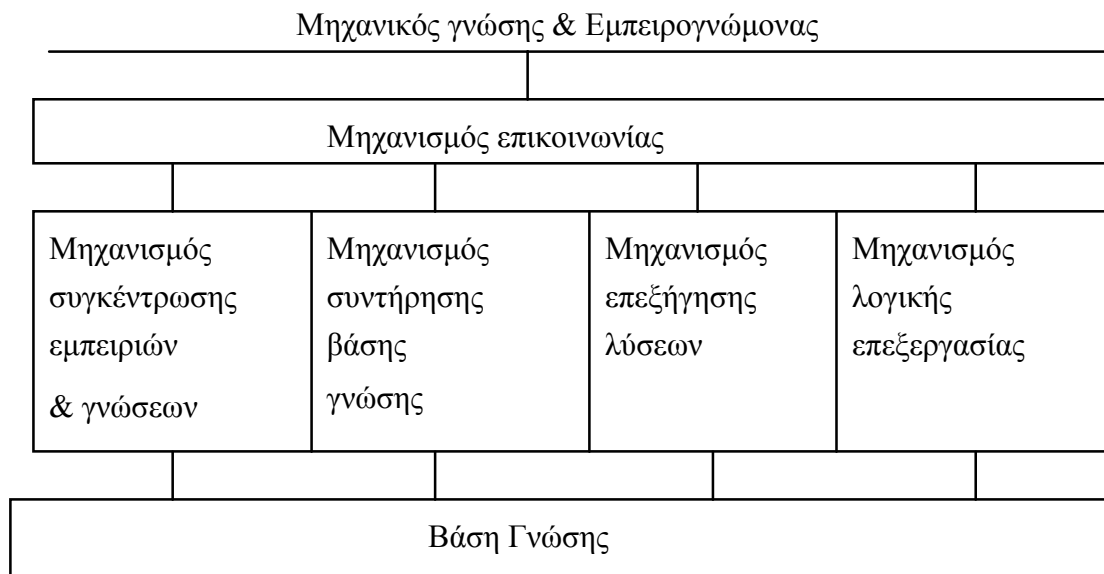 Μηχανικός γνώσης & Εμπειρογνώμονας
Μηχανισμός επικοινωνίας
Μηχανισμός
συγκέντρωσης
εμπειριών
& γνώσεων
Μηχανισμός
συντήρησης
βάσης
γνώσης
Μηχανισμός
επεξήγησης
λύσεων
Μηχανισμός
λογικής
επεξεργασίας
Βάση Γνώσης